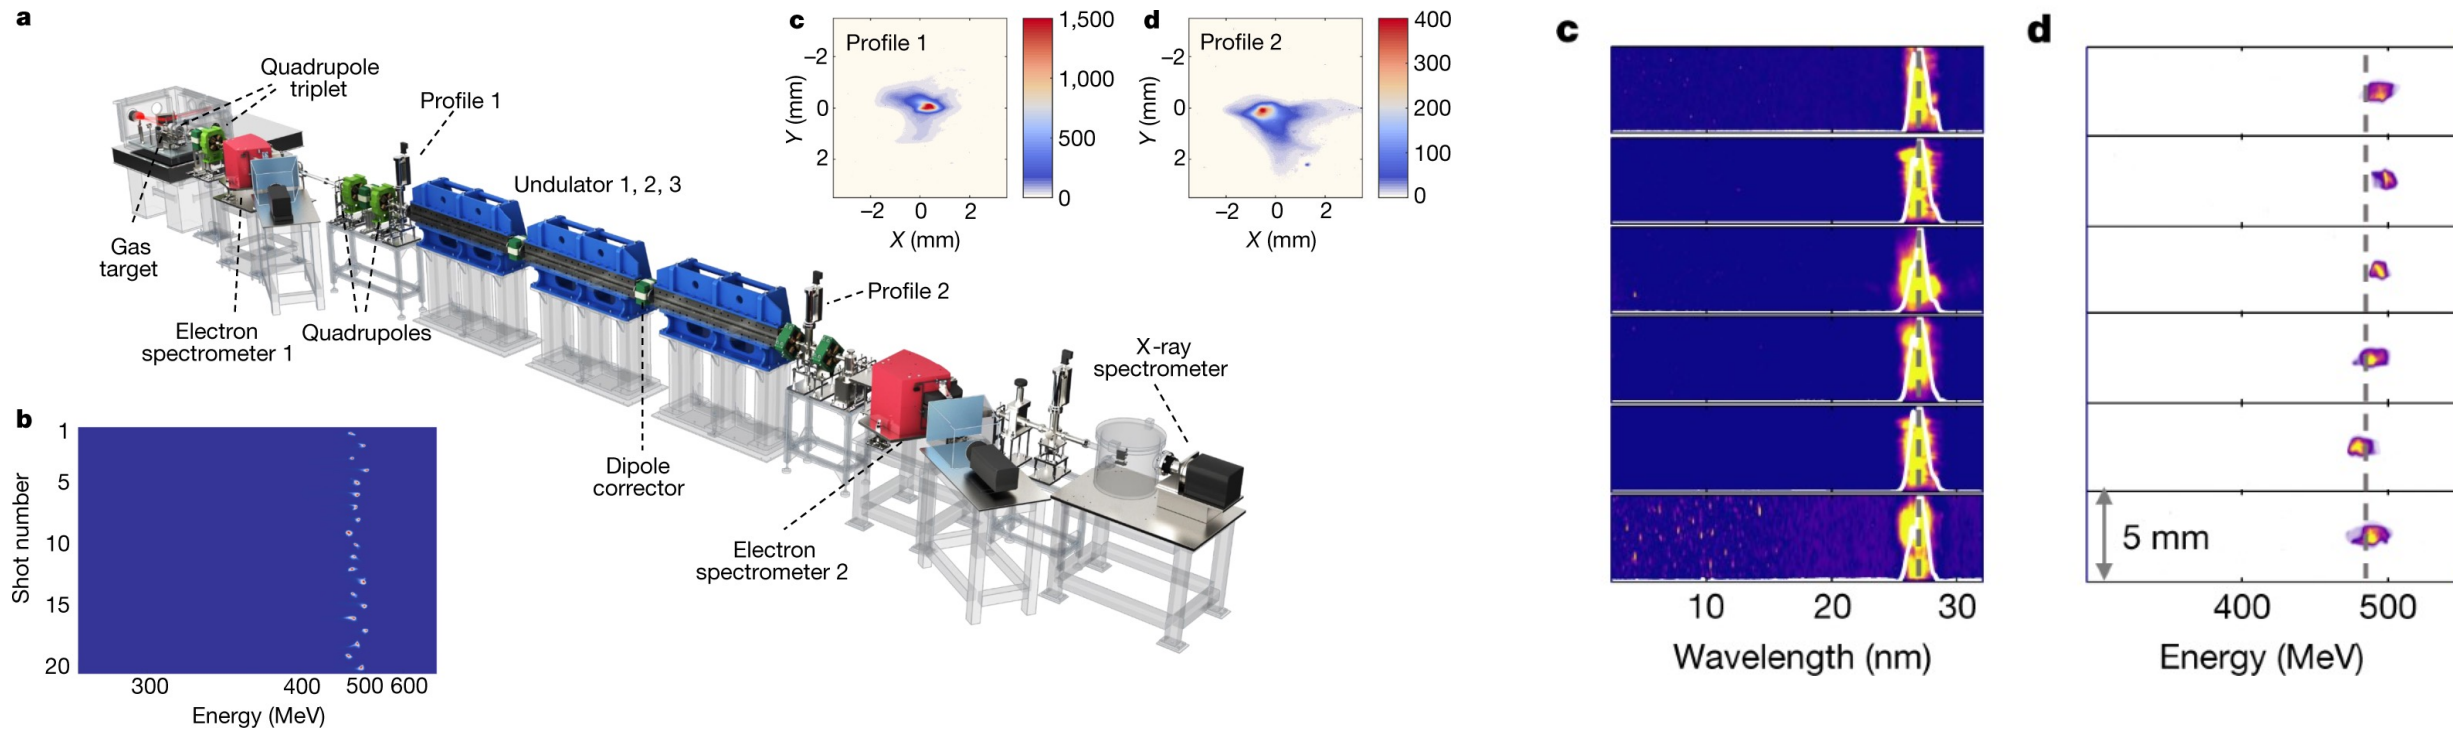 a
Quadrupole
triplet
Profile 1
Undulator 1, 2, 3
Gas
target
Electron
spectrometer 1
Quadrupoles
Profile 2
X-ray
spectrometer
Dipole
corrector
Electron
spectrometer 2
b
Shot number
1
5
10
15
20
300 400 500 600
Energy (MeV)
c
Profile 1
Y (mm)
–2
0
2
–2 0 2
X (mm)
1,500
1,000
500
0
d
Profile 2
Y (mm)
–2
0
2
–2 0 2
X (mm)
400
300
200
100
0
c
10 20 30
Wavelength (nm)
d
5 mm
400 500
Energy (MeV)